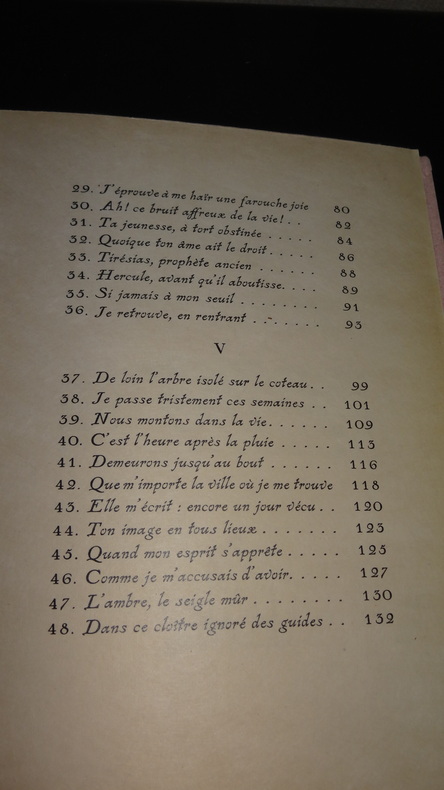 29. J'éprouve à me haïr une farouche joie 80
30. Ah! ce bruit affreux de la vie! . . 82
31. Ta jeunesse, à tort obstinée . . . . . 84
32. Quoique ton âme ait le droit . . . . . 86
33. Tirésias, prophète ancien . . . . . . 88
34. Hercule, avant qu'il aboutisse. . . . 89
35. Si jamais à mon seuil . . . . . . . . 91
36. Je retrouve, en rentrant . . . . . . . 93
V
37. De loin l'arbre isolé sur le coteau. . 99
38. Je passe tristement ces semaines . . 101
39. Nous montons dans la vie. . . . . . 109
40. C'est l'heure après la pluie . . . . . 113
41. Demeurons jusqu'au bout . . . . . . 116
42. Que m'importe la ville où je me trouve 118
43. Elle m'écrit : encore un jour vécu . . 120
44. Ton image en tous lieux . . . . . . . 123
45. Quand mon esprit s'apprête . . . . . 125
46. Comme je m'accusais d'avoir. . . . . 127
47. L'ambre, le seigle mûr . . . . . . . . 130
48. Dans ce cloître ignoré des guides . . 132